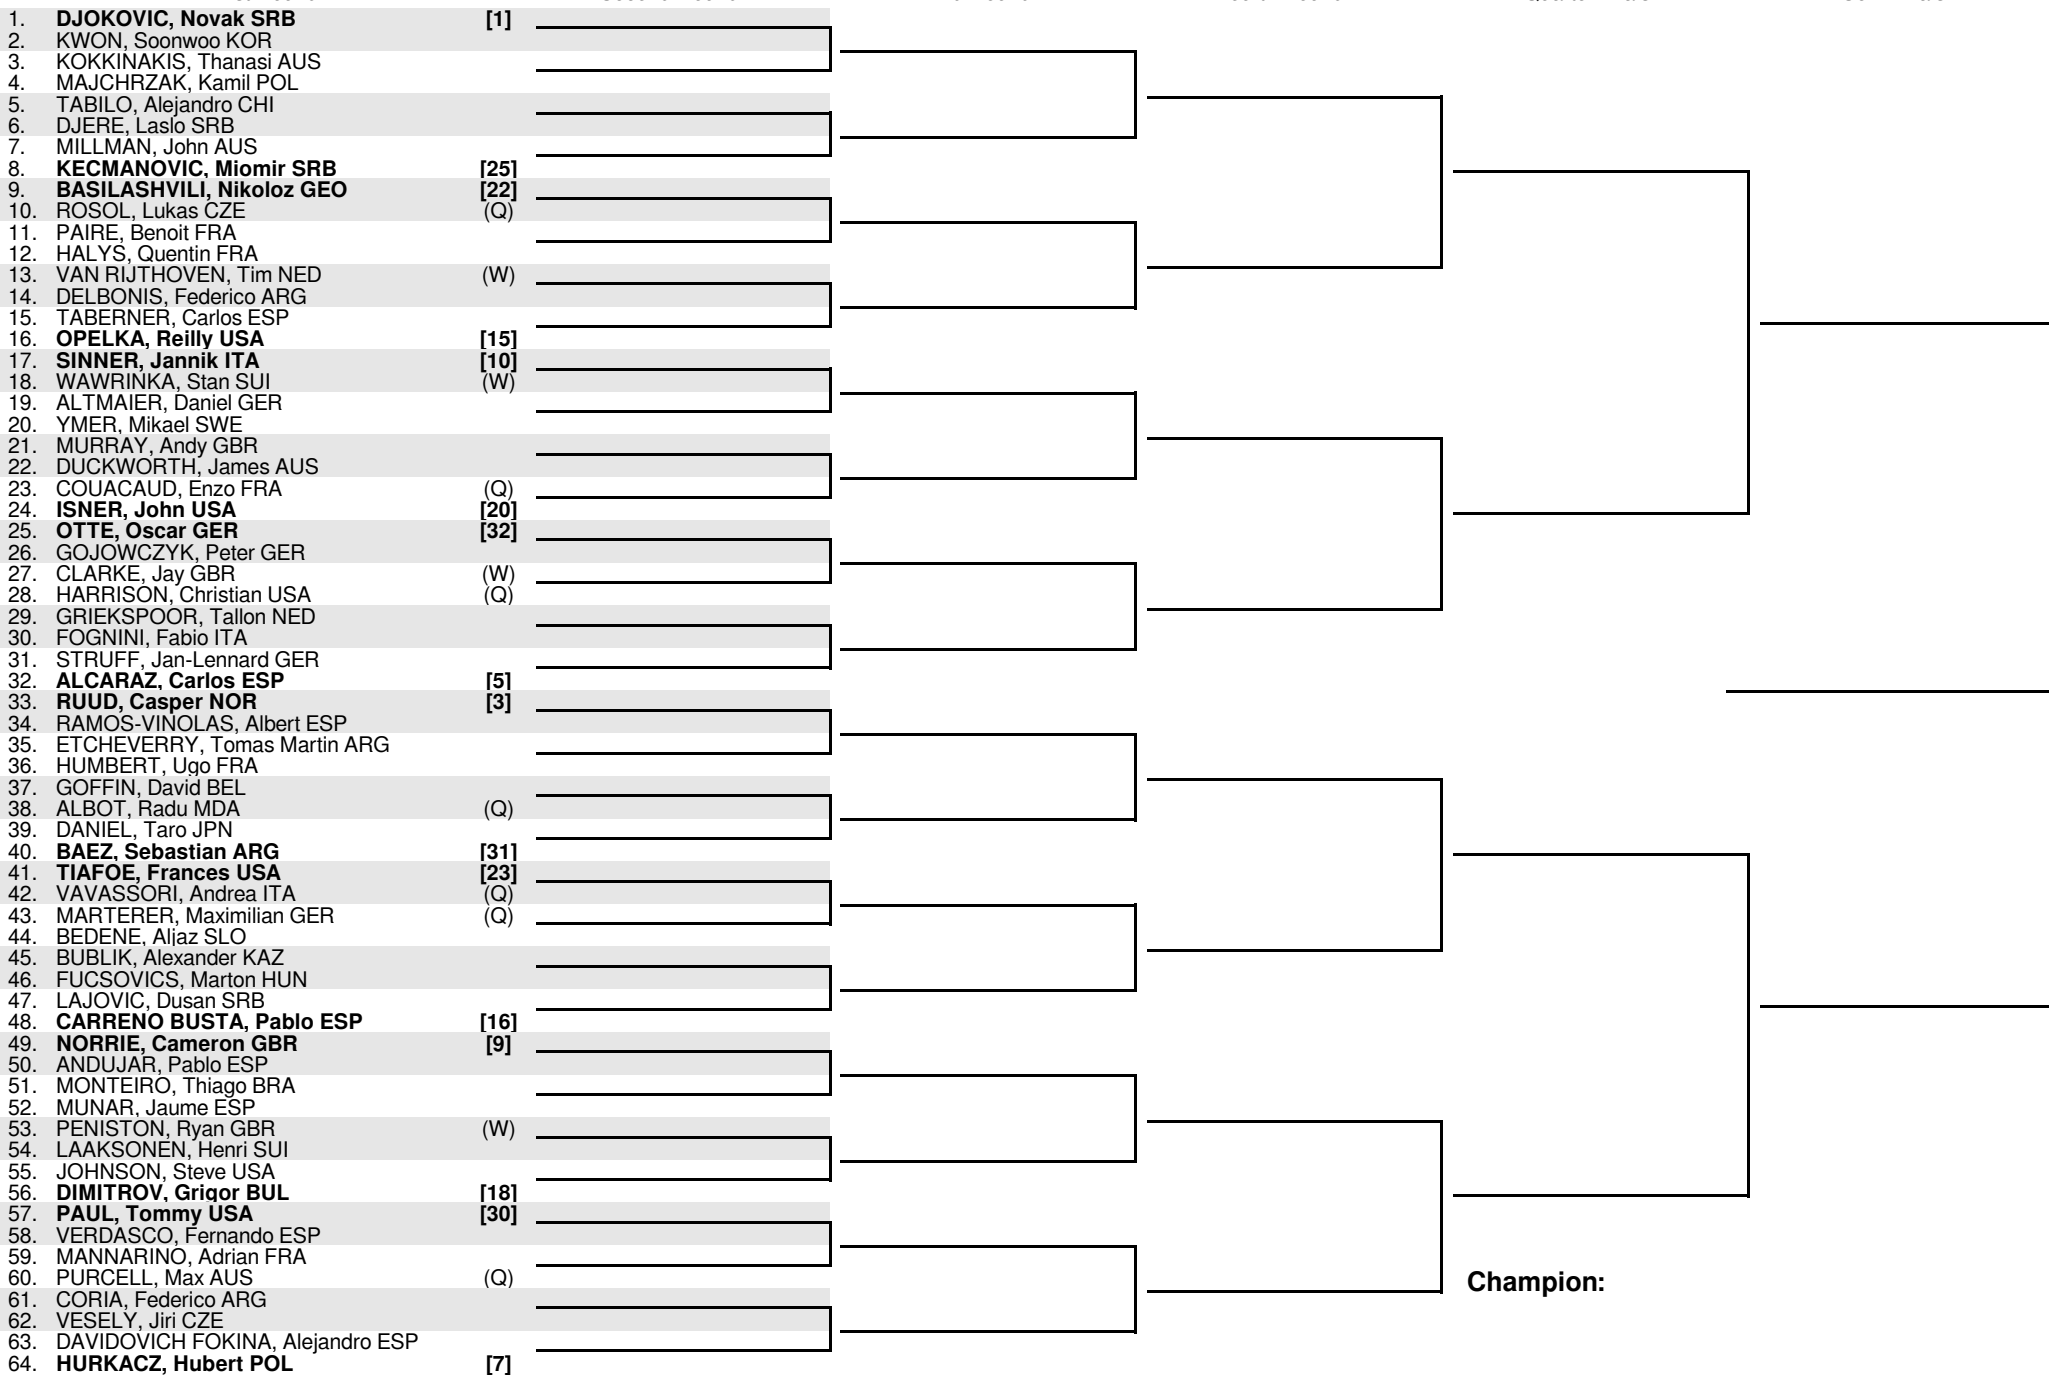 1. DJOKOVIC, Novak SRB [1]
2. KWON, Soonwoo KOR
3. KOKKINAKIS, Thanasi AUS
4. MAJCHRZAK, Kamil POL
5. TABILO, Alejandro CHI
6. DJERE, Laslo SRB
7. MILLMAN, John AUS
8. KECMANOVIC, Miomir SRB [25]
9. BASILASHVILI, Nikoloz GEO [22]
10. ROSOL, Lukas CZE (Q)
11. PAIRE, Benoit FRA
12. HALYS, Quentin FRA
13. VAN RIJTHOVEN, Tim NED (W)
14. DELBONIS, Federico ARG
15. TABERNER, Carlos ESP
16. OPELKA, Reilly USA [15]
17. SINNER, Jannik ITA [10]
18. WAWRINKA, Stan SUI (W)
19. ALTMAIER, Daniel GER
20. YMER, Mikael SWE
21. MURRAY, Andy GBR
22. DUCKWORTH, James AUS
23. COUACAUD, Enzo FRA (Q)
24. ISNER, John USA [20]
25. OTTE, Oscar GER [32]
26. GOJOWCZYK, Peter GER
27. CLARKE, Jay GBR (W)
28. HARRISON, Christian USA (Q)
29. GRIEKSPOOR, Tallon NED
30. FOGNINI, Fabio ITA
31. STRUFF, Jan-Lennard GER
32. ALCARAZ, Carlos ESP [5]
33. RUUD, Casper NOR [3]
34. RAMOS-VINOLAS, Albert ESP
35. ETCHEVERRY, Tomas Martin ARG
36. HUMBERT, Ugo FRA
37. GOFFIN, David BEL
38. ALBOT, Radu MDA (Q)
39. DANIEL, Taro JPN
40. BAEZ, Sebastian ARG [31]
41. TIAFOE, Frances USA [23]
42. VAVASSORI, Andrea ITA (Q)
43. MARTERER, Maximilian GER (Q)
44. BEDENE, Aljaz SLO
45. BUBLIK, Alexander KAZ
46. FUCSOVICS, Marton HUN
47. LAJOVIC, Dusan SRB
48. CARRENO BUSTA, Pablo ESP [16]
49. NORRIE, Cameron GBR [9]
50. ANDUJAR, Pablo ESP
51. MONTEIRO, Thiago BRA
52. MUNAR, Jaume ESP
53. PENISTON, Ryan GBR (W)
54. LAAKSONEN, Henri SUI
55. JOHNSON, Steve USA
56. DIMITROV, Grigor BUL [18]
57. PAUL, Tommy USA [30]
58. VERDASCO, Fernando ESP
59. MANNARINO, Adrian FRA
60. PURCELL, Max AUS (Q)
Champion:
61. CORIA, Federico ARG
62. VESELY, Jiri CZE
63. DAVIDOVICH FOKINA, Alejandro ESP
64. HURKACZ, Hubert POL [7]